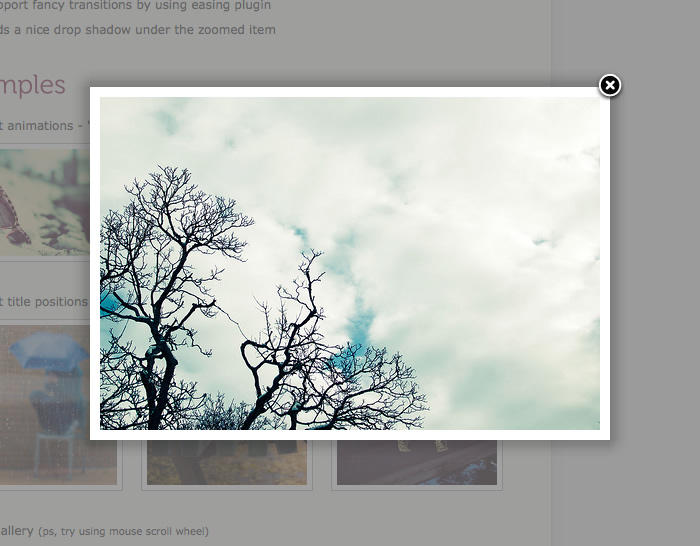 pport fancy transitions by using easing plugin
ds a nice drop shadow under the zoomed item
mples
t animations -
t title positions
allery (ps, try using mouse scroll wheel)